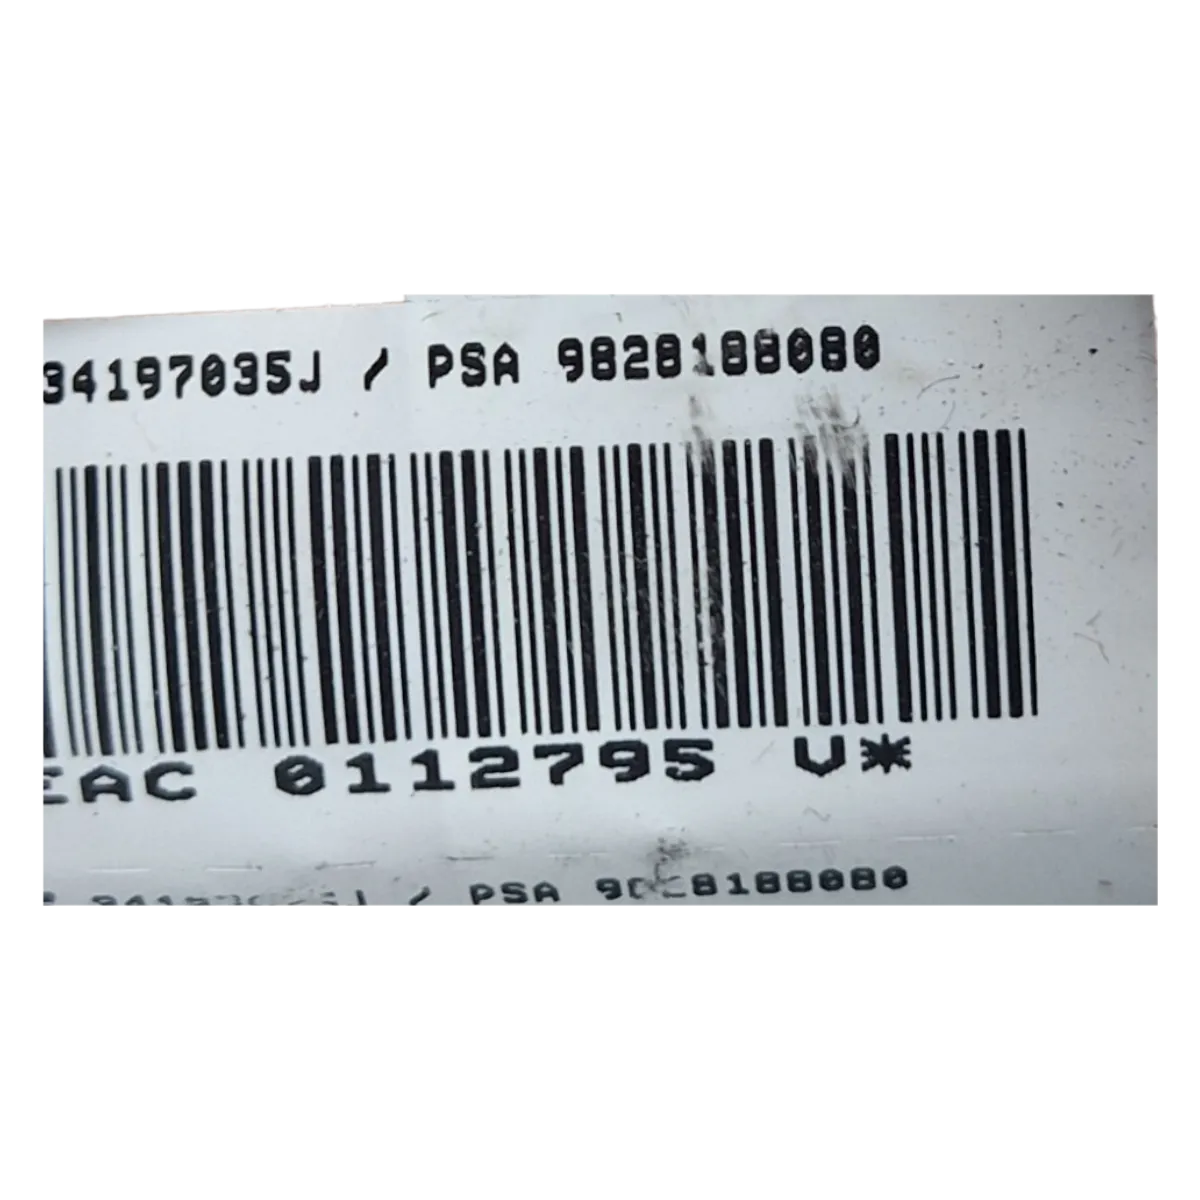 34197035J / PSA 9828188080
EAC 0112795 V*
/ PSA 9828188080